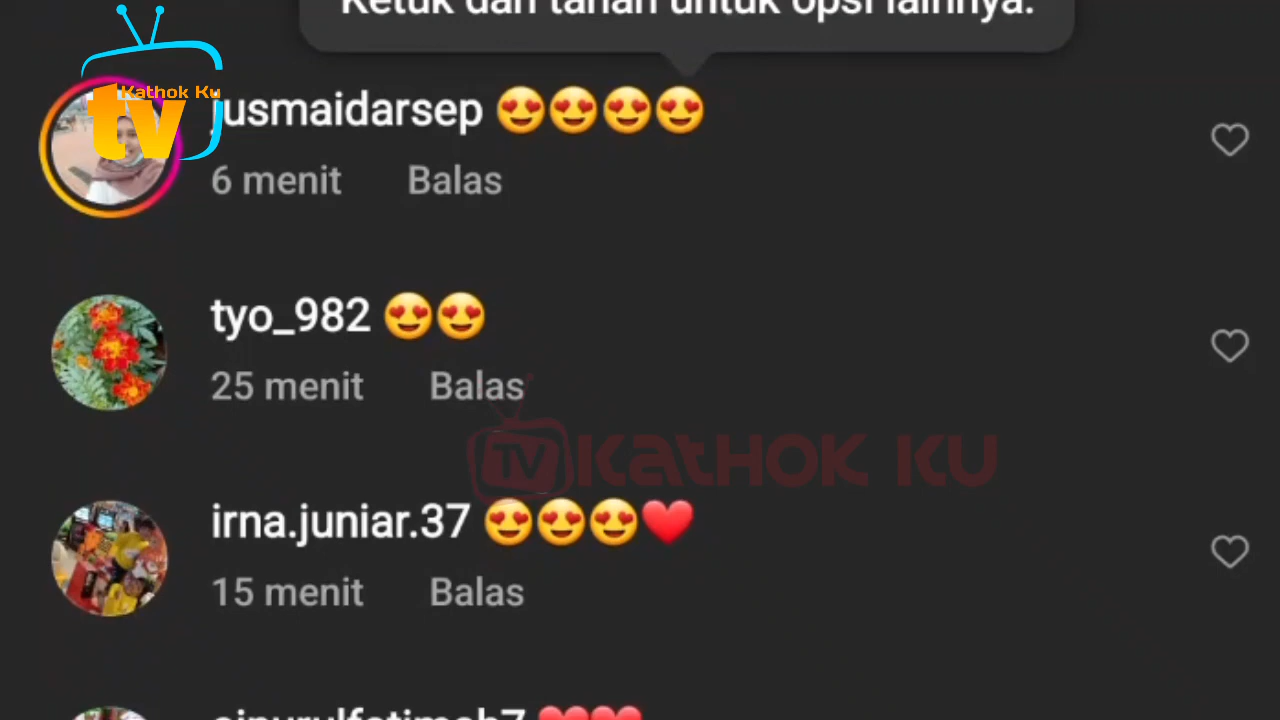 Ketuk dan tahan untuk opsi lainnya.
Kathok Ku
tv
jusmaidarsep 😍😍😍😍
6 menit Balas
tyo_982 😍😍
25 menit Balas
TV KATHOK KU
irna.juniar.37 😍😍😍❤️
15 menit Balas
ainurulfatimah7 ❤️❤️